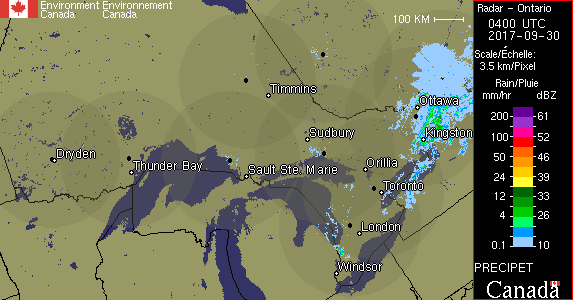 Environment Environnement
Canada Canada
100 KM
Timmins
Ottawa
Sudbury
Kingston
Dryden
Thunder Bay
Sault Ste. Marie
Orillia
Toronto
London
Windsor
Radar - Ontario
0400 UTC
2017-09-30
Scale/Échelle:
3.5 km/Pixel
Rain/Pluie
mm/hr dBZ
200 61
100 52
50 46
24 39
12 33
4 26
0.1 10
PRECIPET
Canada